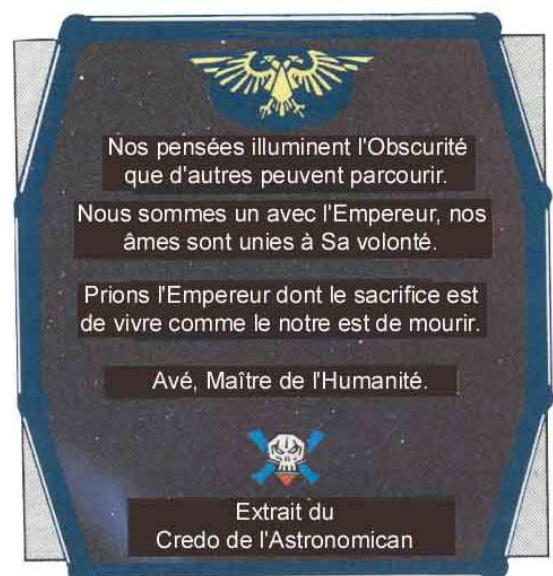 Nos pensées illuminent l'Obscurité
que d'autres peuvent parcourir.
Nous sommes un avec l'Empereur, nos
âmes sont unies à Sa volonté.
Prions l'Empereur dont le sacrifice est
de vivre comme le notre est de mourir.
Avé, Maître de l'Humanité.
Extrait du
Credo de l'Astronomican